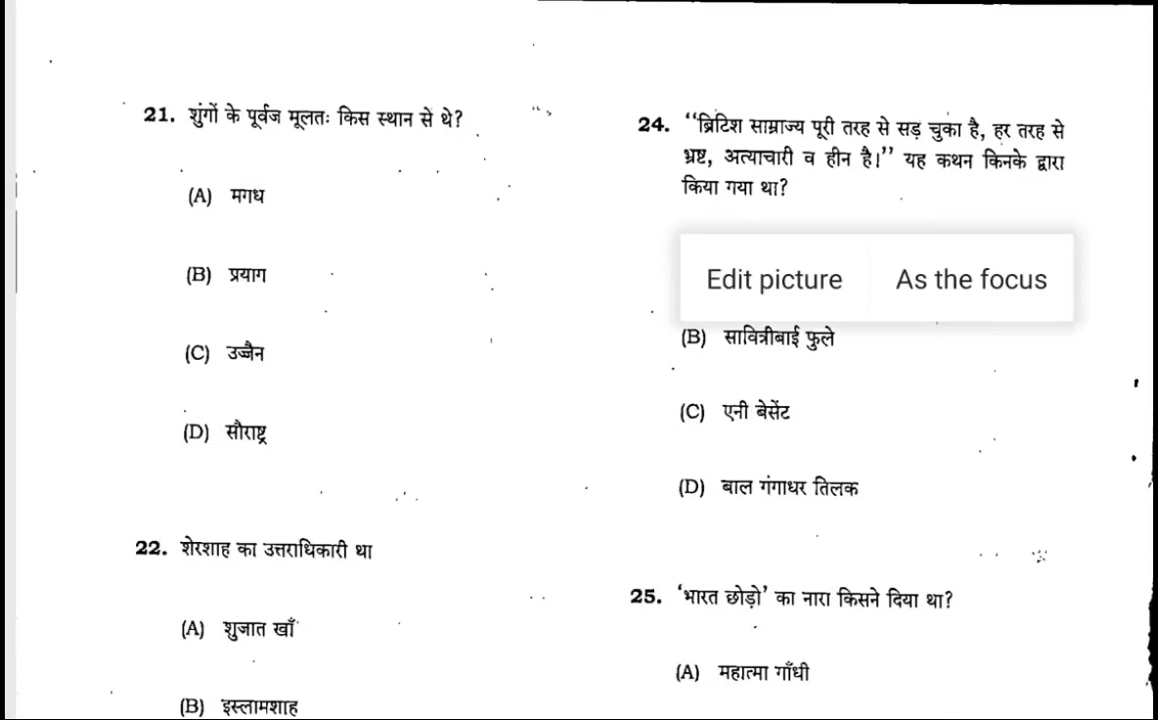 21. शुंगों के पूर्वज मूलतः किस स्थान से थे?
(A) मगध
(B) प्रयाग
(C) उज्जैन
(D) सौराष्ट्र
22. शेरशाह का उत्तराधिकारी था
(A) शुजात खाँ
(B) इस्लामशाह
24. ‘‘ब्रिटिश साम्राज्य पूरी तरह से सड़ चुका है, हर तरह से
भ्रष्ट, अत्याचारी व हीन है।’’ यह कथन किनके द्वारा
किया गया था?
Edit picture As the focus
(B) सावित्रीबाई फुले
(C) एनी बेसेंट
(D) बाल गंगाधर तिलक
25. ‘भारत छोड़ो’ का नारा किसने दिया था?
(A) महात्मा गाँधी